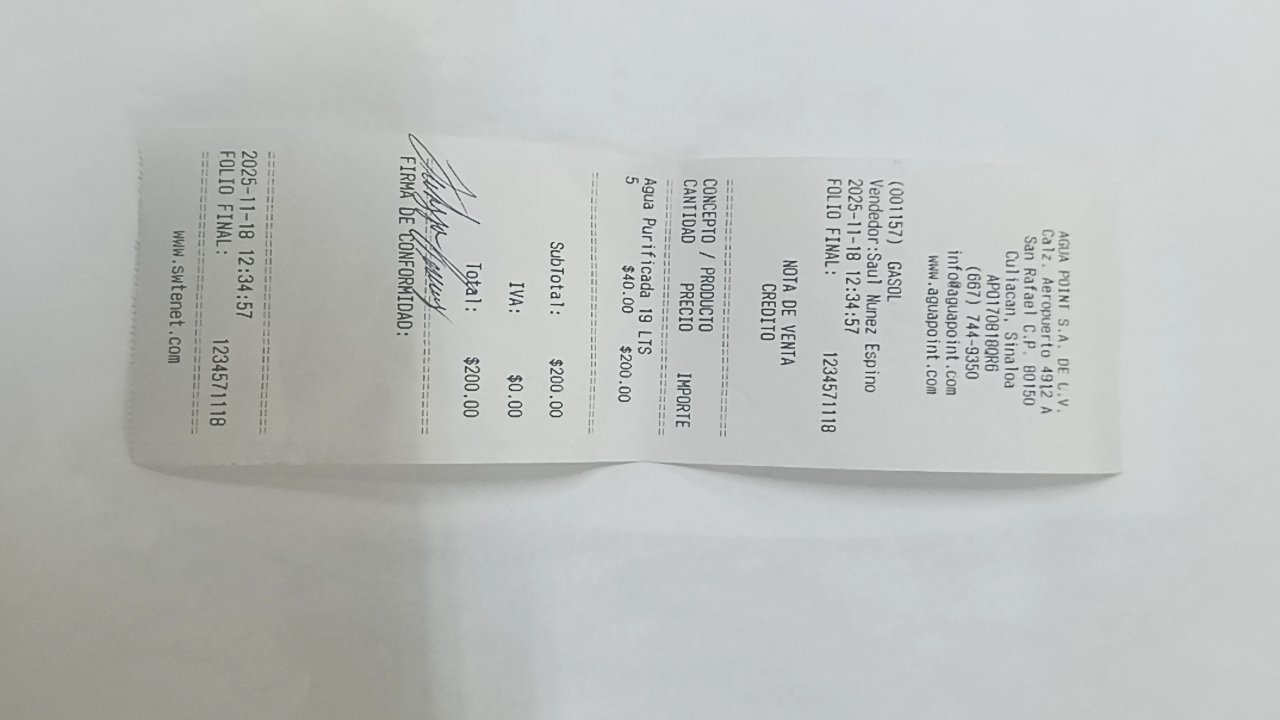 AGUA POINT S.A. DE C.V.
Calz. Aeropuerto 4912 A
San Rafael C.P. 80150
Culiacan, Sinaloa
APO170818QR6
(667) 744-9350
info@aguapoint.com
www.aguapoint.com
(001157) GASOL
Vendedor:Saul Nunez Espino
2025-11-18 12:34:57
FOLIO FINAL: 1234571118
NOTA DE VENTA
CREDITO
=================================
CONCEPTO / PRODUCTO
CANTIDAD PRECIO IMPORTE
=================================
Agua Purificada 19 LTS
5 $40.00 $200.00
=================================
SubTotal: $200.00
IVA: $0.00
Total: $200.00
=================================
FIRMA DE CONFORMIDAD:
=================================
2025-11-18 12:34:57
FOLIO FINAL: 1234571118
=================================
www.swtenet.com